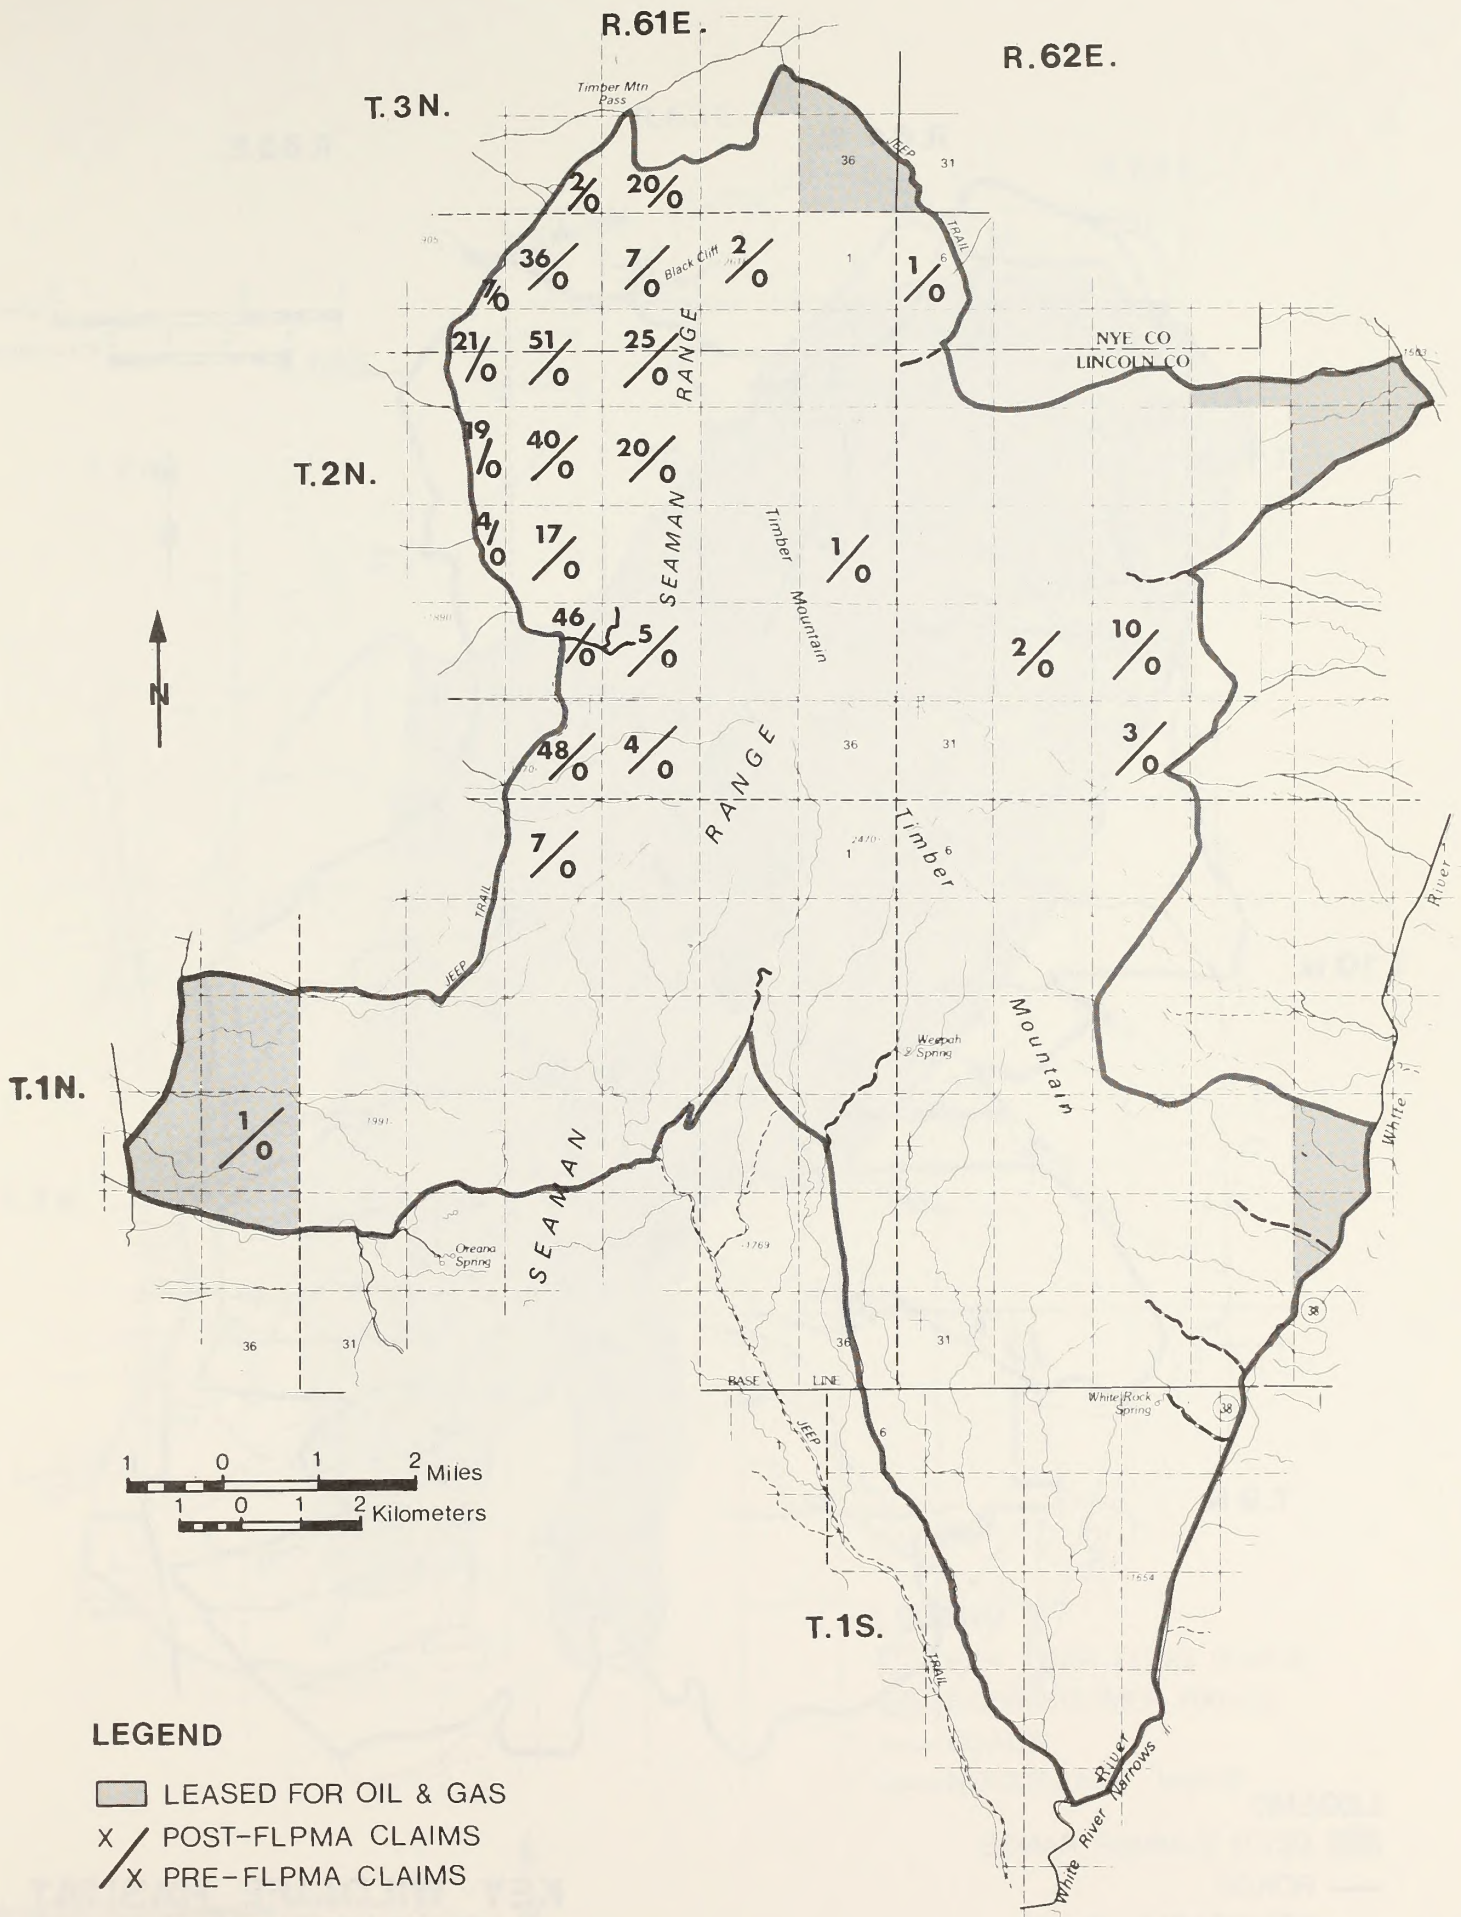 R.61E.
R.62E.
Timber Mtn
Pass
T.3N.
36
JEEP
31
2/0
20/0
TRAIL
905
36/0
7/0
Black Cliff
2/0
1
1/0
6
RANGE
NYE CO
LINCOLN CO
21/0
51/0
25/0
19/0
40/0
20/0
T.2N.
SEAMAN
4/0
17/0
Timber
Mountain
1/0
46/0
5/0
2/0
10/0
N
48/0
4/0
36
31
3/0
RANGE
7/0
2470
1
Timber
6
TRAIL
River
JEEP
Mountain
Weepah
Spring
T.1N.
1/0
1991
White
SEAMAN
Oreana
Spring
1769
38
36
31
36
31
BASE LINE
White Rock
Spring
38
JEEP
6
1 0 1 2 Miles
1 0 1 2 Kilometers
1554
T.1S.
TRAIL
River
White River Narrows
LEGEND
LEASED FOR OIL & GAS
X/ POST-FLPMA CLAIMS
/X PRE-FLPMA CLAIMS